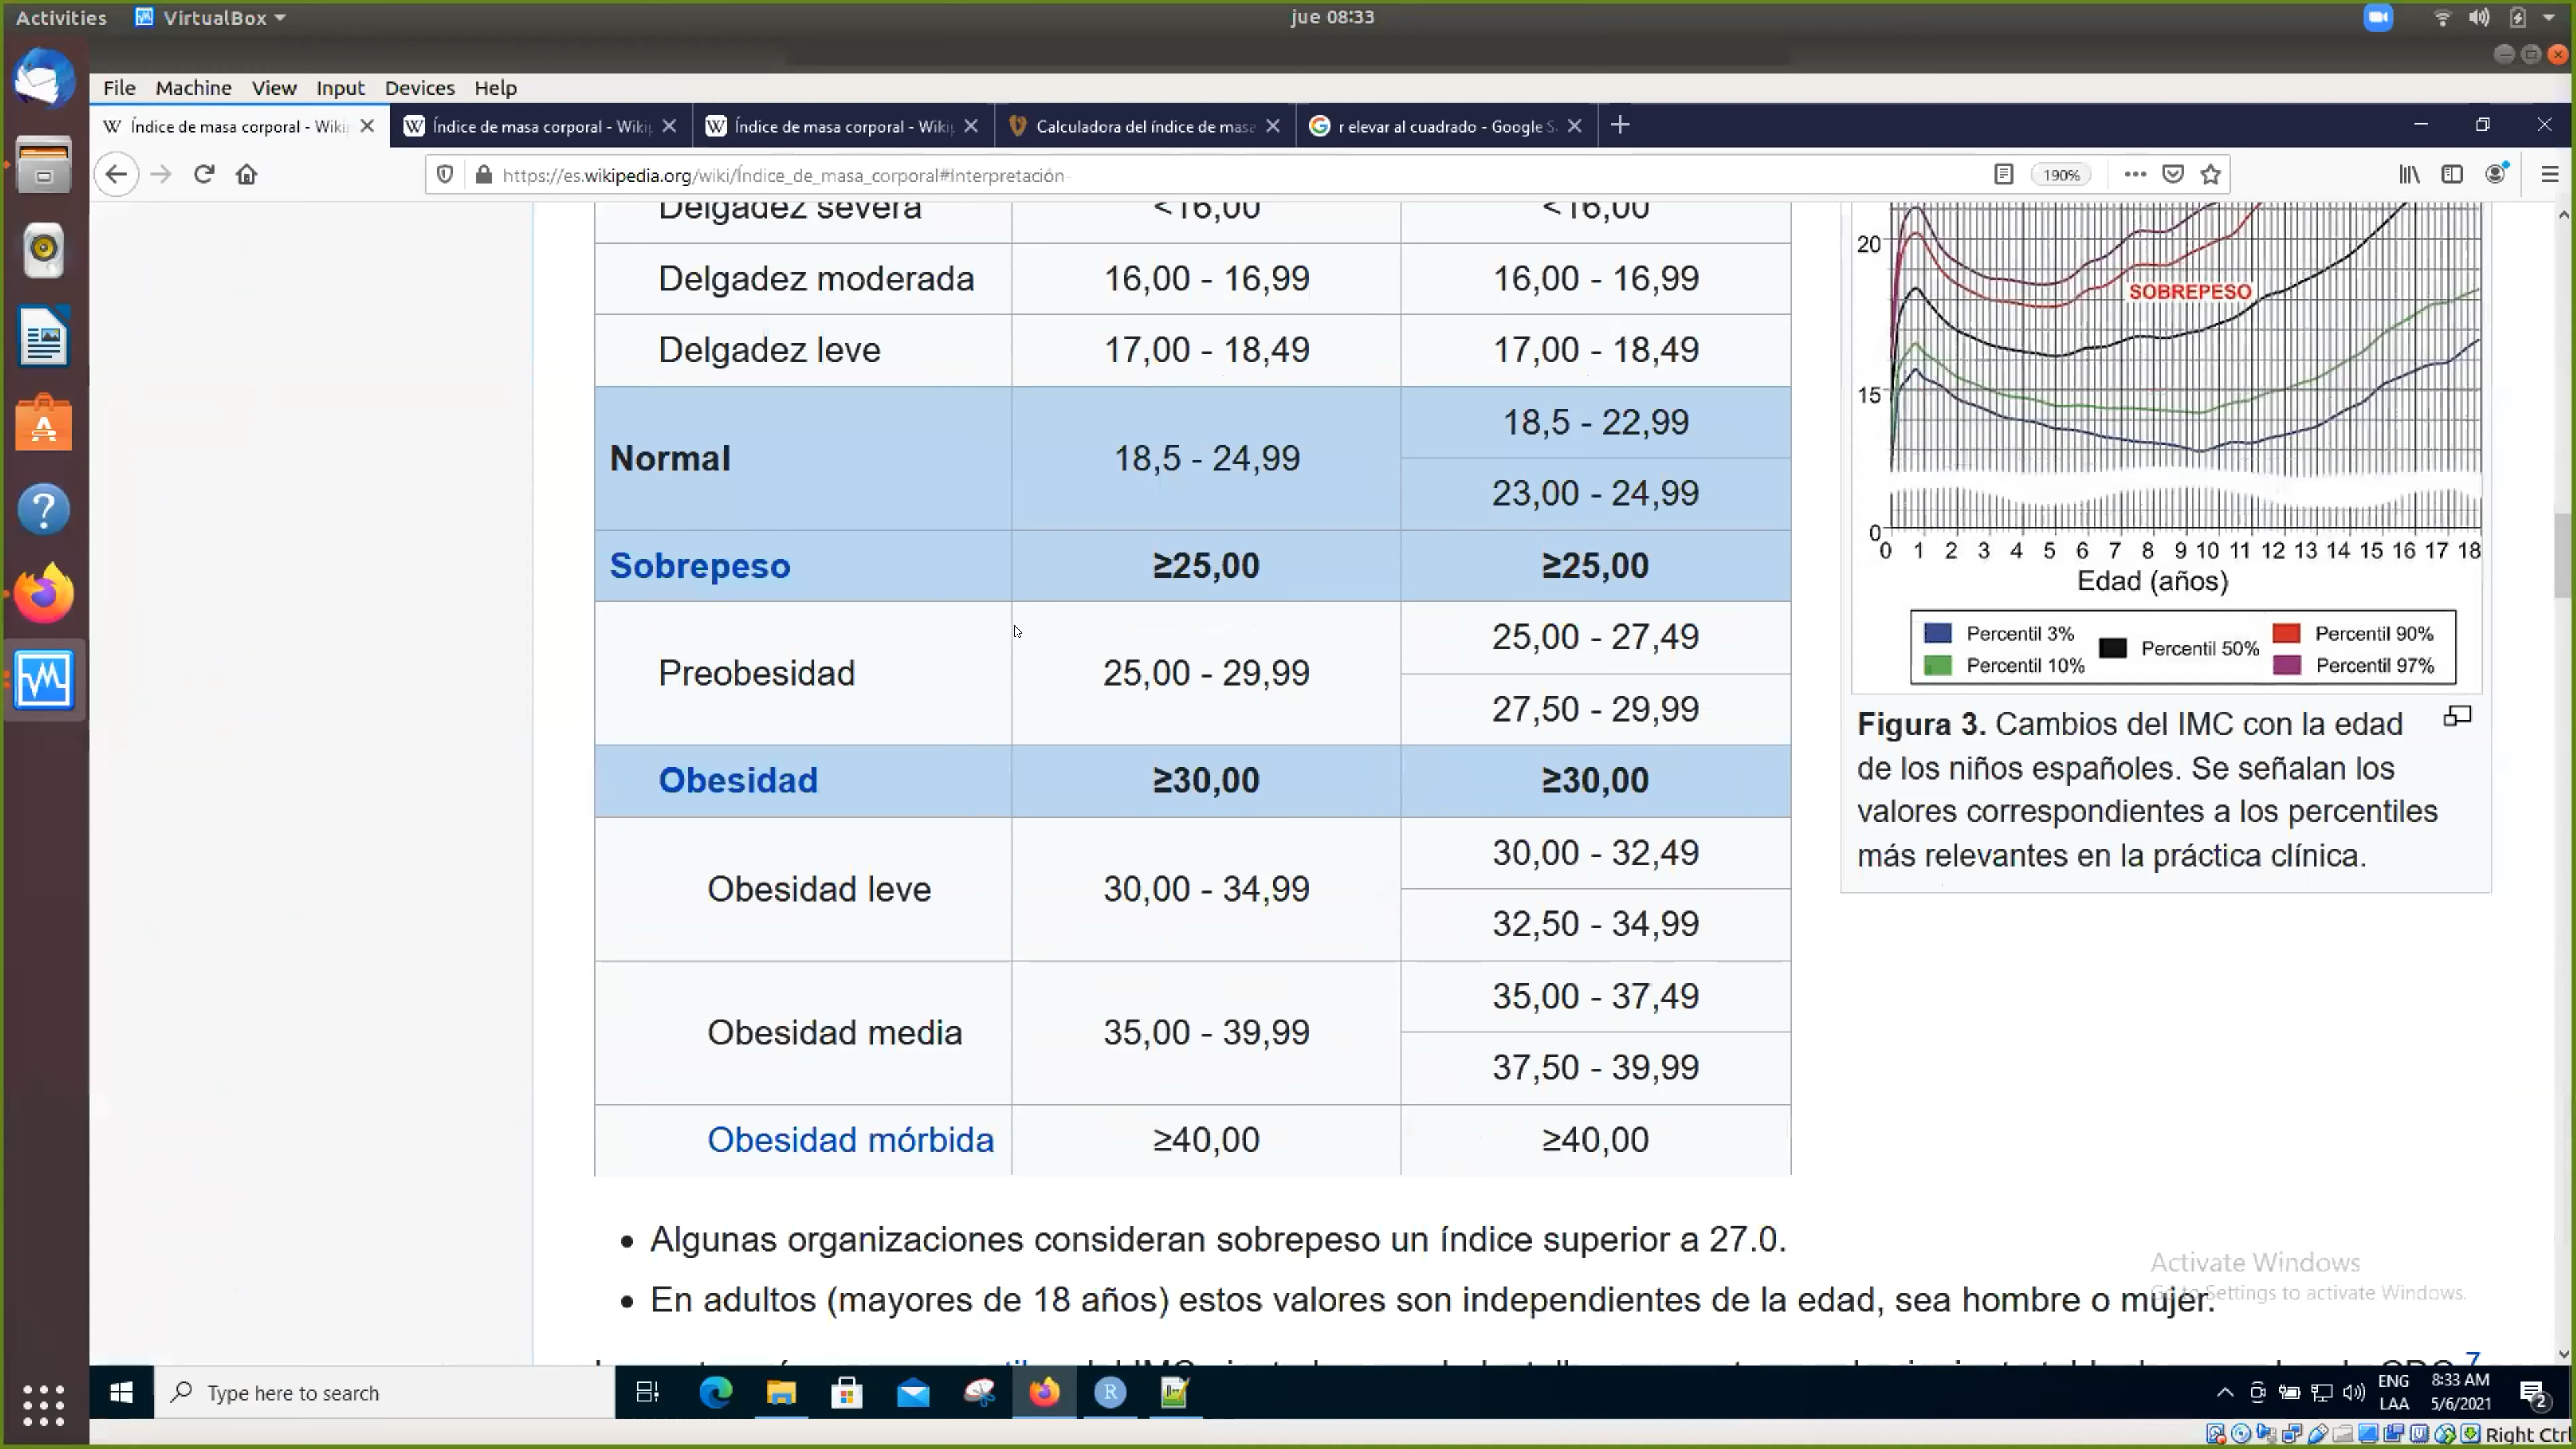 Activities VirtualBox jue 08:33
File Machine View Input Devices Help
Índice de masa corporal - Wiki Índice de masa corporal - Wikip Índice de masa corporal - Wikip Calculadora del índice de masa r elevar al cuadrado - Google S
https://es.wikipedia.org/wiki/Índice_de_masa_corporal#Interpretación 190%
Delgadez severa <16,00 <16,00
Delgadez moderada 16,00 - 16,99 16,00 - 16,99
Delgadez leve 17,00 - 18,49 17,00 - 18,49
Normal 18,5 - 24,99 18,5 - 22,99
23,00 - 24,99
Sobrepeso ≥25,00 ≥25,00
Preobesidad 25,00 - 29,99 25,00 - 27,49
27,50 - 29,99
Obesidad ≥30,00 ≥30,00
Obesidad leve 30,00 - 34,99 30,00 - 32,49
32,50 - 34,99
Obesidad media 35,00 - 39,99 35,00 - 37,49
37,50 - 39,99
Obesidad mórbida ≥40,00 ≥40,00
20
SOBREPESO
15
0
0 1 2 3 4 5 6 7 8 9 10 11 12 13 14 15 16 17 18
Edad (años)
Percentil 3% Percentil 50% Percentil 90%
Percentil 10% Percentil 97%
Figura 3. Cambios del IMC con la edad
de los niños españoles. Se señalan los
valores correspondientes a los percentiles
más relevantes en la práctica clínica.
• Algunas organizaciones consideran sobrepeso un índice superior a 27.0.
• En adultos (mayores de 18 años) estos valores son independientes de la edad, sea hombre o mujer.
Activate Windows
Go to Settings to activate Windows.
7
Type here to search
ENG 8:33 AM
LAA 5/6/2021 2
Right Ctrl